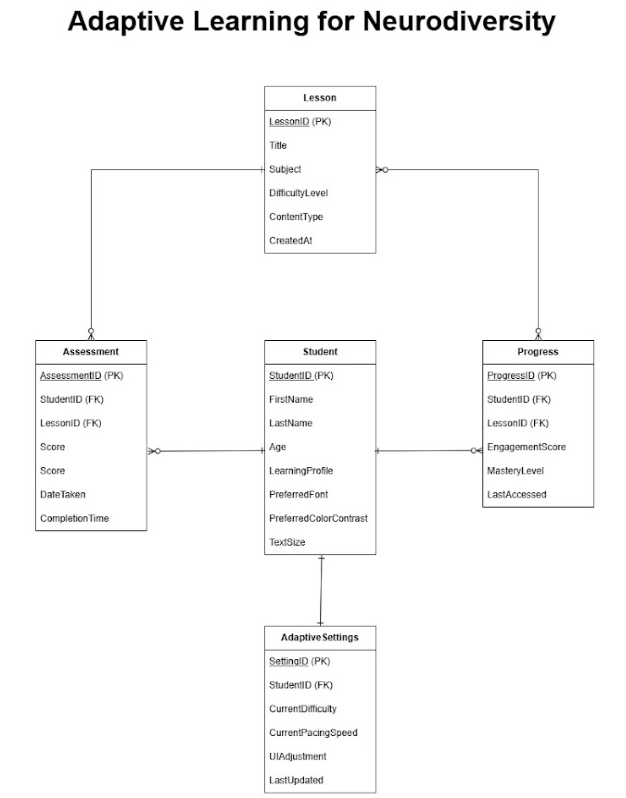 Adaptive Learning for Neurodiversity
Lesson
LessonID (PK)
Title
Subject
DifficultyLevel
ContentType
CreatedAt
Assessment
AssessmentID (PK)
StudentID (FK)
LessonID (FK)
Score
Score
DateTaken
CompletionTime
Student
StudentID (PK)
FirstName
LastName
Age
LearningProfile
PreferredFont
PreferredColorContrast
TextSize
Progress
ProgressID (PK)
StudentID (FK)
LessonID (FK)
EngagementScore
MasteryLevel
LastAccessed
AdaptiveSettings
SettingID (PK)
StudentID (FK)
CurrentDifficulty
CurrentPacingSpeed
UIAdjustment
LastUpdated